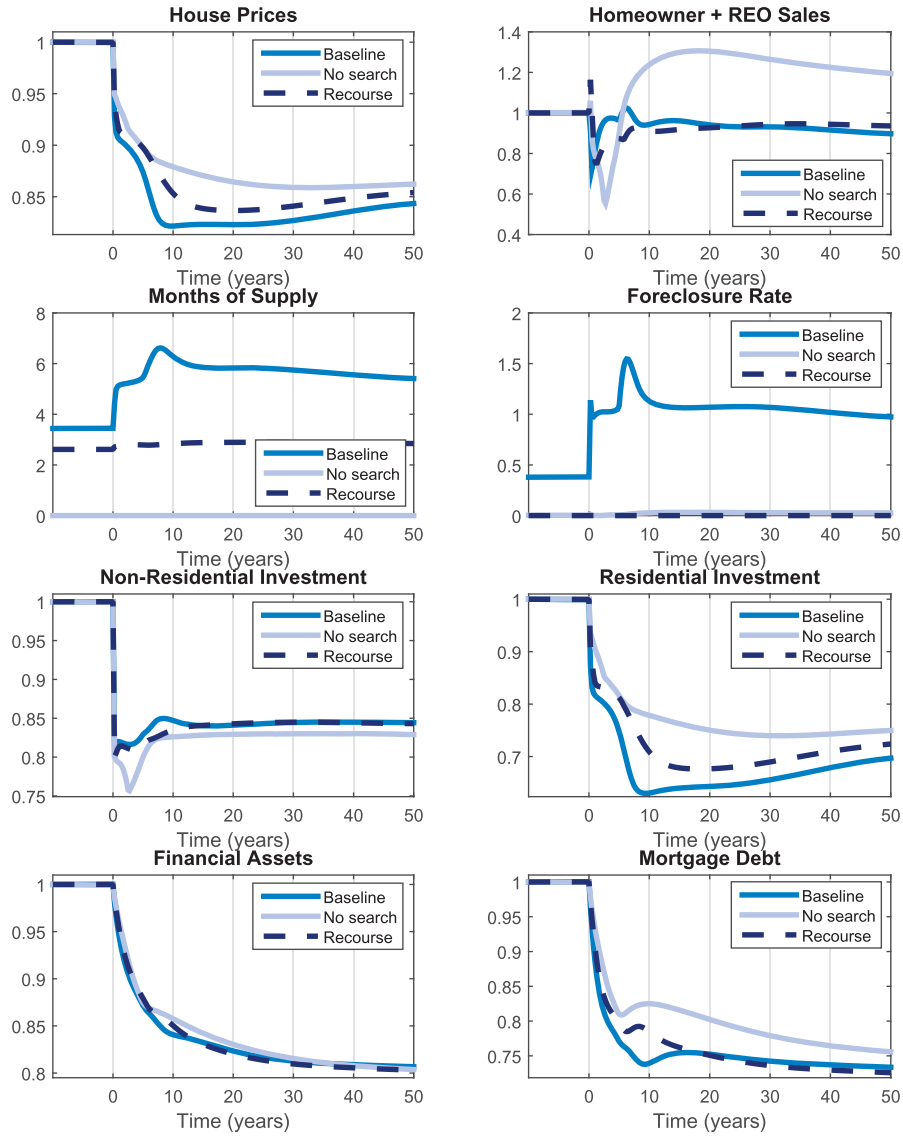 House Prices
1
0.95
0.9
0.85
0 10 20 30 40 50
Time (years)
Baseline
No search
Recourse
Homeowner + REO Sales
1.4
1.2
1
0.8
0.6
0.4
0 10 20 30 40 50
Time (years)
Baseline
No search
Recourse
Months of Supply
8
6
4
2
0
0 10 20 30 40 50
Time (years)
Baseline
No search
Recourse
Foreclosure Rate
2
1.5
1
0.5
0
0 10 20 30 40 50
Time (years)
Baseline
No search
Recourse
Non-Residential Investment
1
0.95
0.9
0.85
0.8
0.75
0 10 20 30 40 50
Time (years)
Baseline
No search
Recourse
Residential Investment
1
0.9
0.8
0.7
0 10 20 30 40 50
Time (years)
Baseline
No search
Recourse
Financial Assets
1
0.95
0.9
0.85
0.8
0 10 20 30 40 50
Time (years)
Baseline
No search
Recourse
Mortgage Debt
1
0.95
0.9
0.85
0.8
0.75
0 10 20 30 40 50
Time (years)
Baseline
No search
Recourse